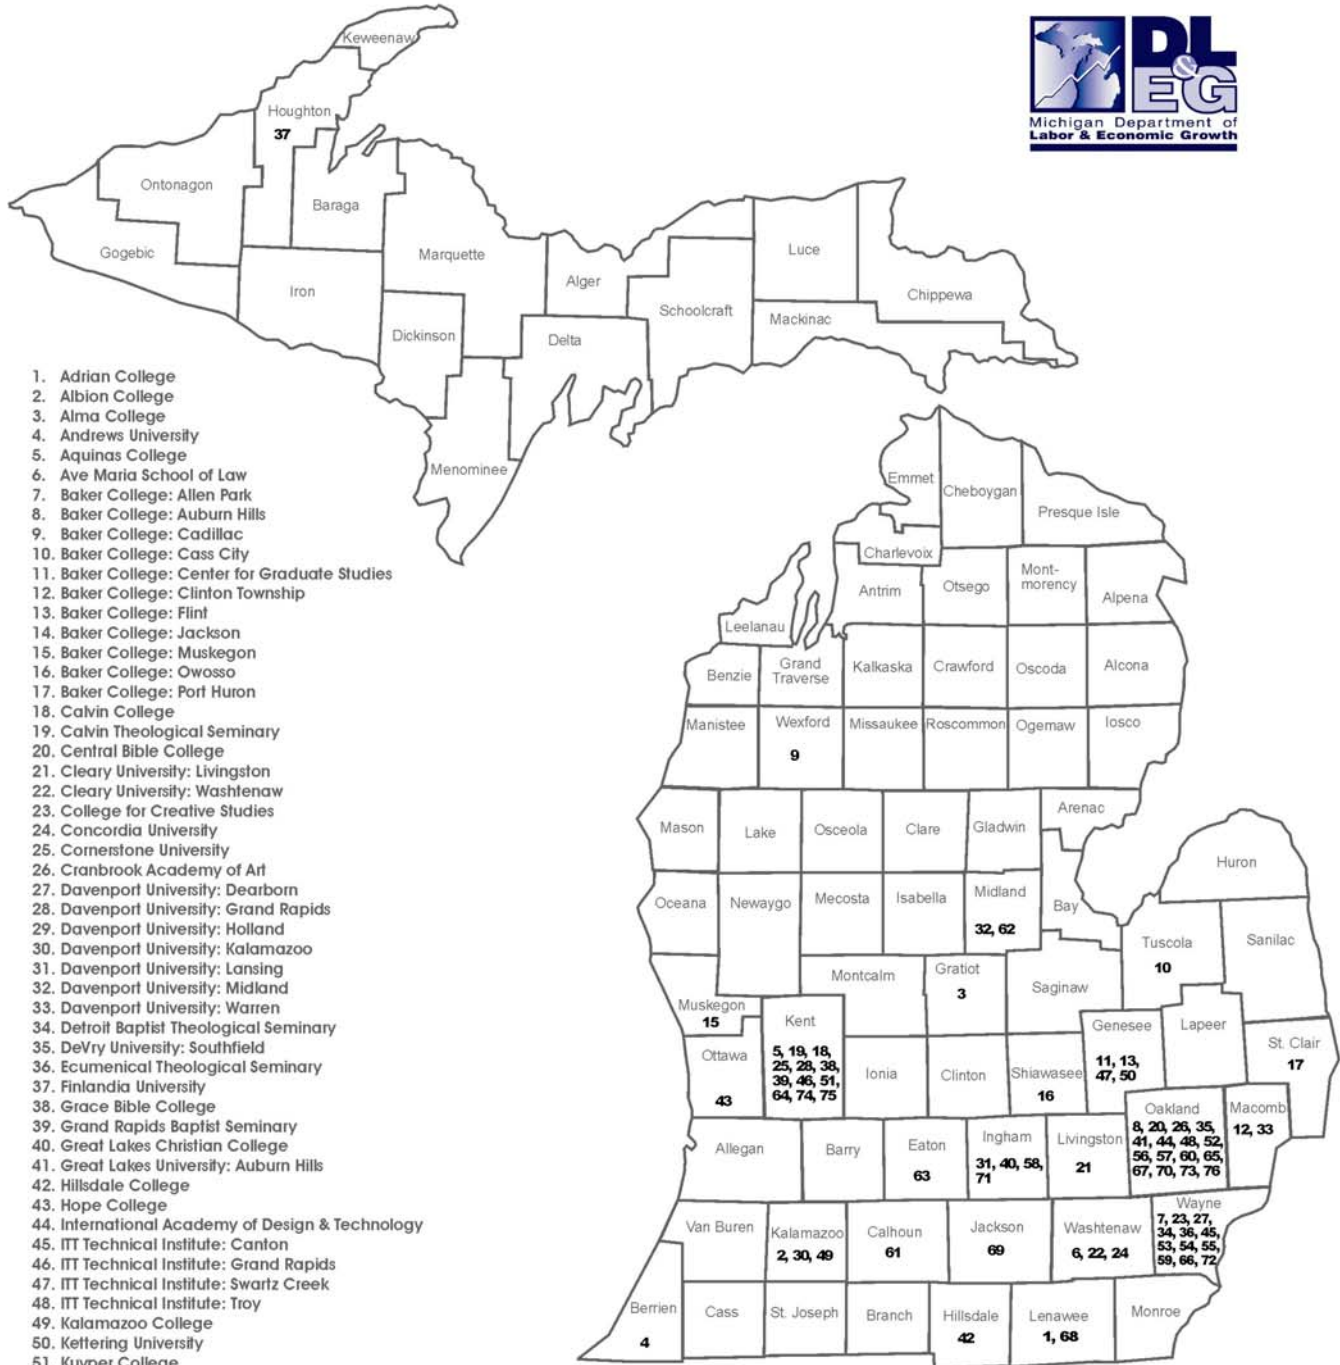 DL
&
EG
Michigan Department of
Labor & Economic Growth
Keweenaw
Houghton
37
Ontonagon
Baraga
Gogebic
Marquette
Luce
Alger
Iron
Chippewa
Schoolcraft
Mackinac
Dickinson
Delta
Menominee
1. Adrian College
2. Albion College
3. Alma College
4. Andrews University
5. Aquinas College
6. Ave Maria School of Law
7. Baker College: Allen Park
8. Baker College: Auburn Hills
9. Baker College: Cadillac
10. Baker College: Cass City
11. Baker College: Center for Graduate Studies
12. Baker College: Clinton Township
13. Baker College: Flint
14. Baker College: Jackson
15. Baker College: Muskegon
16. Baker College: Owosso
17. Baker College: Port Huron
18. Calvin College
19. Calvin Theological Seminary
20. Central Bible College
21. Cleary University: Livingston
22. Cleary University: Washtenaw
23. College for Creative Studies
24. Concordia University
25. Cornerstone University
26. Cranbrook Academy of Art
27. Davenport University: Dearborn
28. Davenport University: Grand Rapids
29. Davenport University: Holland
30. Davenport University: Kalamazoo
31. Davenport University: Lansing
32. Davenport University: Midland
33. Davenport University: Warren
34. Detroit Baptist Theological Seminary
35. DeVry University: Southfield
36. Ecumenical Theological Seminary
37. Finlandia University
38. Grace Bible College
39. Grand Rapids Baptist Seminary
40. Great Lakes Christian College
41. Great Lakes University: Auburn Hills
42. Hillsdale College
43. Hope College
44. International Academy of Design & Technology
45. ITT Technical Institute: Canton
46. ITT Technical Institute: Grand Rapids
47. ITT Technical Institute: Swartz Creek
48. ITT Technical Institute: Troy
49. Kalamazoo College
50. Kettering University
51. Kuyper College
Emmet
Cheboygan
Presque Isle
Charlevoix
Antrim
Otsego
Mont-
morency
Alpena
Leelanau
Benzie
Grand
Traverse
Kalkaska
Crawford
Oscoda
Alcona
Manistee
Wexford
9
Missaukee
Roscommon
Ogemaw
Iosco
Mason
Lake
Osceola
Clare
Gladwin
Arenac
Huron
Oceana
Newaygo
Mecosta
Isabella
Midland
32, 62
Bay
Tuscola
10
Sanilac
Muskegon
15
Montcalm
Gratiot
3
Saginaw
Kent
5, 19, 18,
25, 28, 38,
39, 46, 51,
64, 74, 75
Ottawa
43
Ionia
Clinton
Shiawasee
16
Genesee
11, 13,
47, 50
Lapeer
St. Clair
17
Allegan
Barry
Eaton
63
Ingham
31, 40, 58,
71
Livingston
21
Oakland
8, 20, 26, 35,
41, 44, 48, 52,
56, 57, 60, 65,
67, 70, 73, 76
Macomb
12, 33
Van Buren
Kalamazoo
2, 30, 49
Calhoun
61
Jackson
69
Washtenaw
6, 22, 24
Wayne
7, 23, 27,
34, 36, 45,
53, 54, 55,
59, 66, 72
Berrien
4
Cass
St. Joseph
Branch
Hillsdale
42
Lenawee
1, 68
Monroe